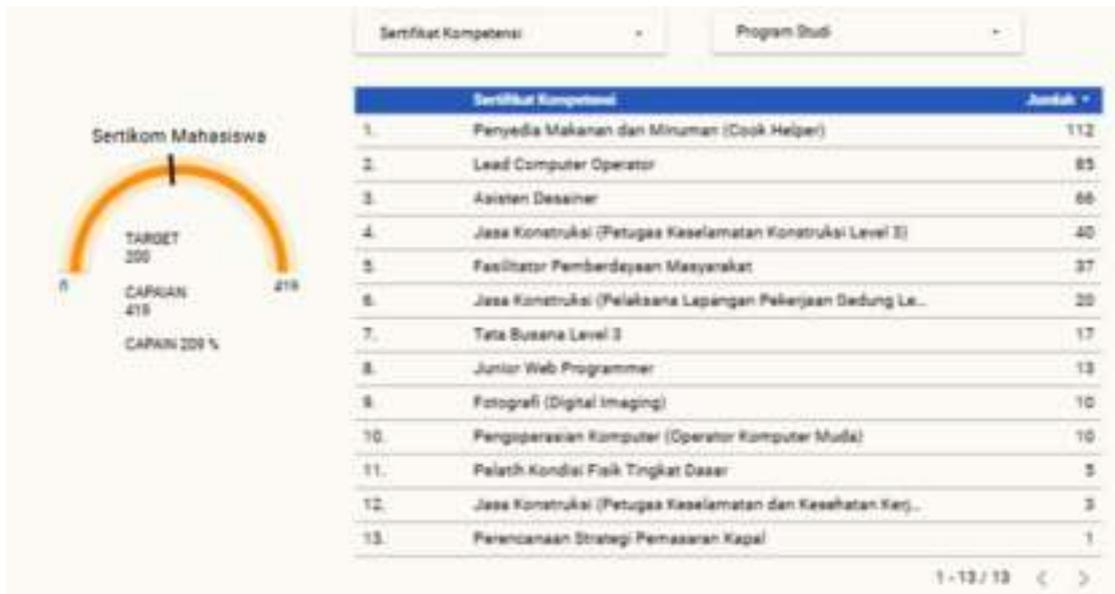 Sertifikat Kompetensi
Program Studi
Sertikom Mahasiswa
TARGET
200
CAPAIAN
419
CAPAIN 209 %
0
419
Sertifikat Kompetensi Jumlah
1. Penyedia Makanan dan Minuman (Cook Helper) 112
2. Lead Computer Operator 85
3. Asisten Desainer 66
4. Jasa Konstruksi (Petugas Keselamatan Konstruksi Level 3) 40
5. Fasilitator Pemberdayaan Masyarakat 37
6. Jasa Konstruksi (Pelaksana Lapangan Pekerjaan Gedung Le... 20
7. Tata Busana Level 3 17
8. Junior Web Programmer 13
9. Fotografi (Digital Imaging) 10
10. Pengoperasian Komputer (Operator Komputer Muda) 10
11. Pelatih Kondisi Fisik Tingkat Dasar 5
12. Jasa Konstruksi (Petugas Keselamatan dan Kesehatan Kerj... 3
13. Perencanaan Strategi Pemasaran Kapal 1
1 - 13 / 13 < >